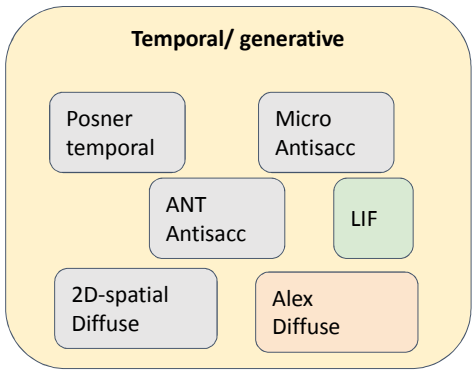 Temporal/ generative
Posner
temporal
Micro
Antisacc
ANT
Antisacc
LIF
2D-spatial
Diffuse
Alex
Diffuse